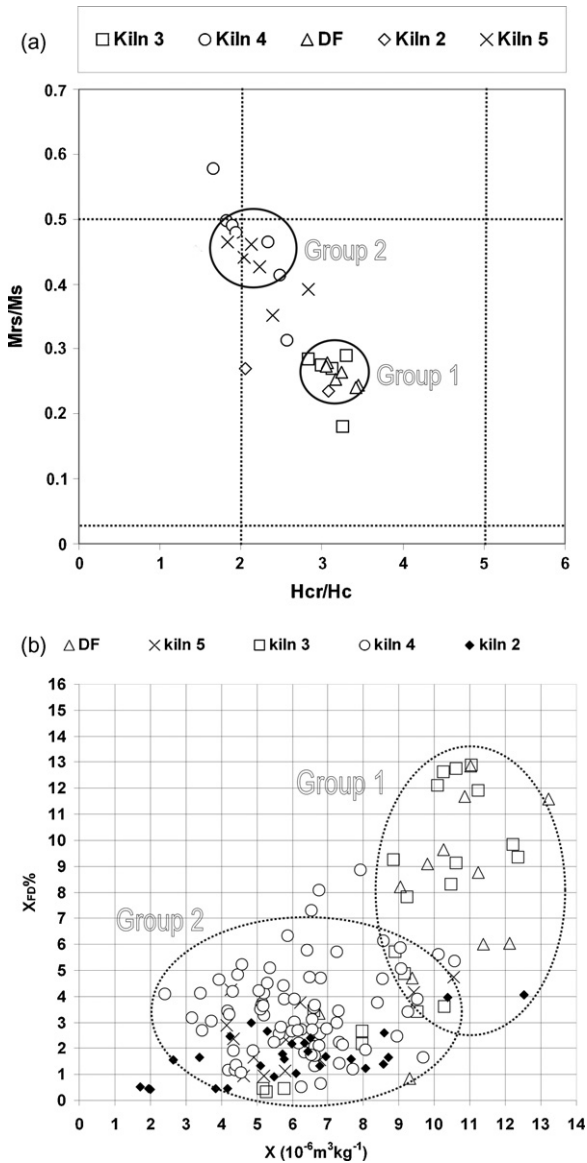 (a)
Kiln 3 Kiln 4 DF Kiln 2 Kiln 5
0.7
0.6
0.5
0.4
0.3
0.2
0.1
0
Mrs/Ms
Group 2
Group 1
0 1 2 3 4 5 6
Hcr/Hc
(b)
DF kiln 5 kiln 3 kiln 4 kiln 2
16
15
14
13
12
11
10
9
8
7
6
5
4
3
2
1
0
XFD%
Group 1
Group 2
0 1 2 3 4 5 6 7 8 9 10 11 12 13 14
X (10-6m3kg-1)